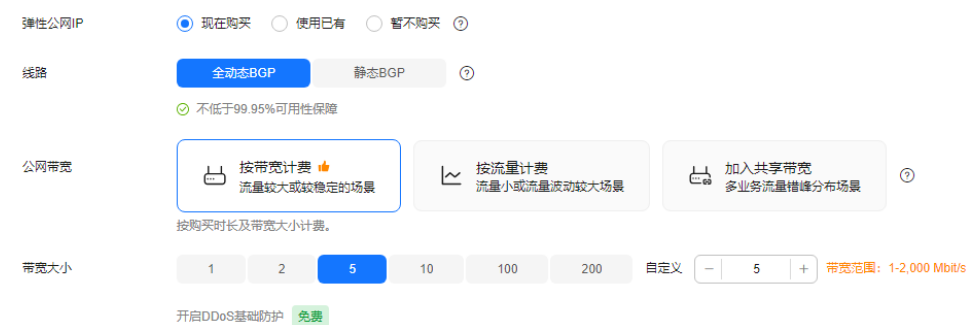 弹性公网IP 现在购买 使用已有 暂不购买 ?
线路 全动态BGP 静态BGP ?
不低于99.95%可用性保障
公网带宽 按带宽计费 按流量计费 加入共享带宽 ?
流量较大或较稳定的场景 流量小或流量波动较大场景 多业务流量错峰分布场景
按购买时长及带宽大小计费。
带宽大小 1 2 5 10 100 200 自定义 − 5 + 带宽范围：1-2,000 Mbit/s
开启DDoS基础防护 免费